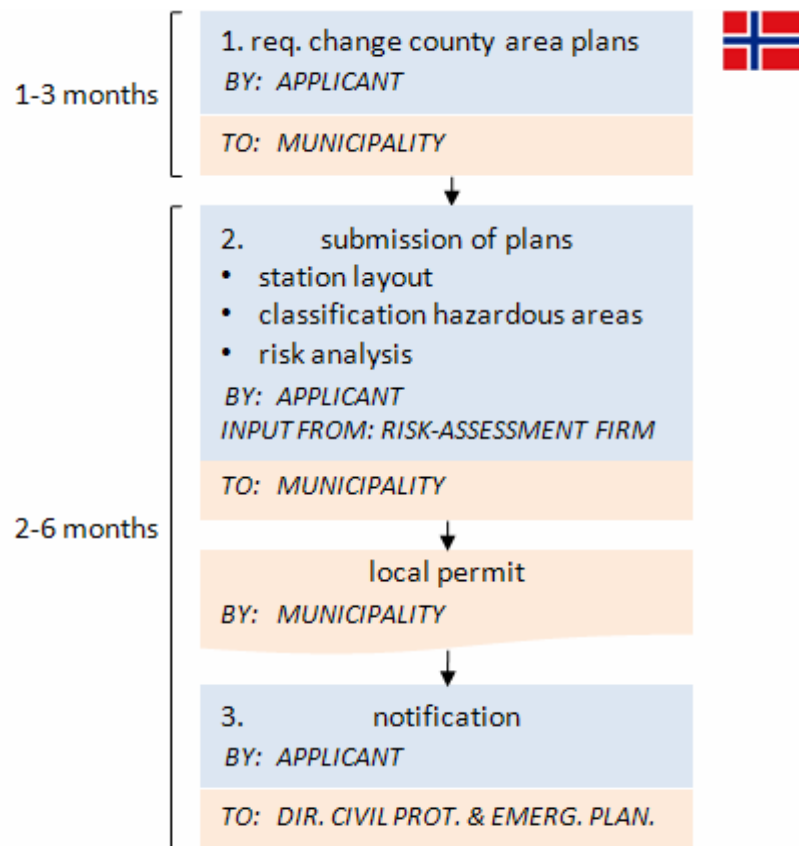 1. req. change county area plans
BY: APPLICANT
1-3 months
TO: MUNICIPALITY
2. submission of plans
• station layout
• classification hazardous areas
• risk analysis
BY: APPLICANT
INPUT FROM: RISK-ASSESSMENT FIRM
TO: MUNICIPALITY
2-6 months
local permit
BY: MUNICIPALITY
3. notification
BY: APPLICANT
TO: DIR. CIVIL PROT. & EMERG. PLAN.